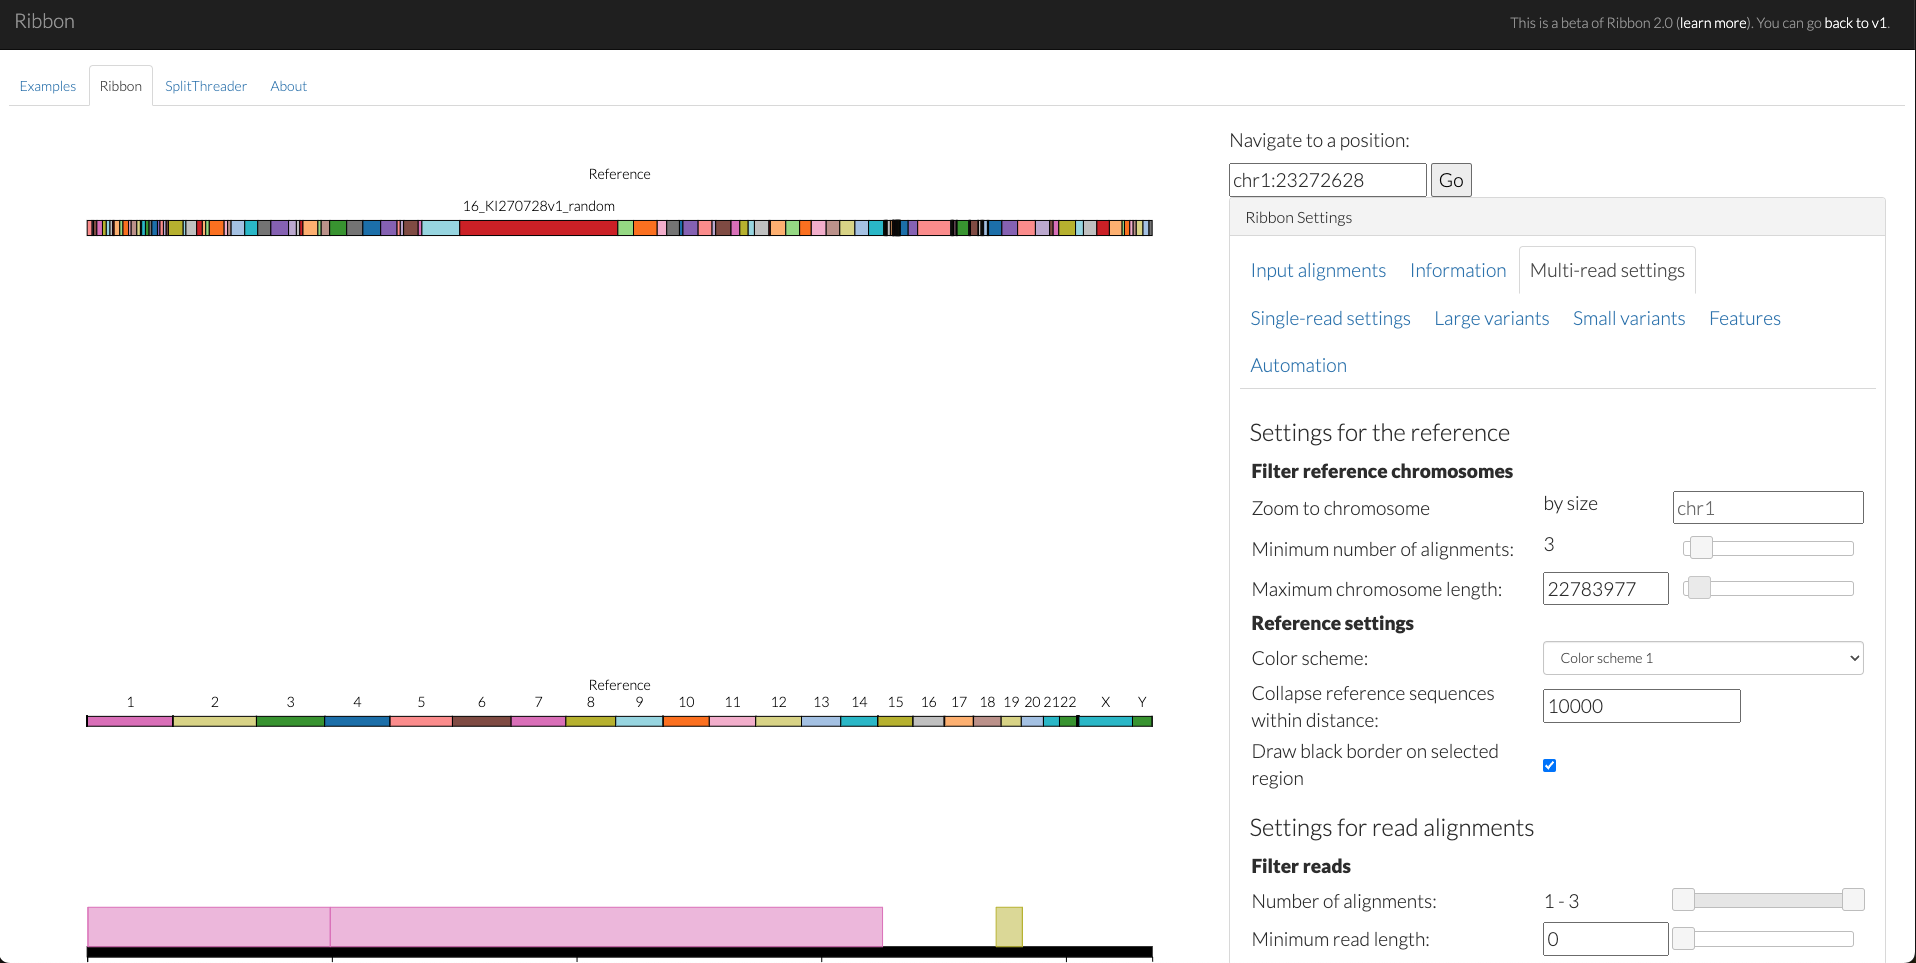 Ribbon
This is a beta of Ribbon 2.0 (learn more). You can go back to v1.
Examples
Ribbon
SplitThreader
About
Reference
16_KI270728v1_random
Reference
1 2 3 4 5 6 7 8 9 10 11 12 13 14 15 16 17 18 19 20 21 22 X Y
Navigate to a position:
chr1:23272628 Go
Ribbon Settings
Input alignments Information Multi-read settings
Single-read settings Large variants Small variants Features
Automation
Settings for the reference
Filter reference chromosomes
Zoom to chromosome by size chr1
Minimum number of alignments: 3
Maximum chromosome length: 22783977
Reference settings
Color scheme: Color scheme 1
Collapse reference sequences
within distance: 10000
Draw black border on selected
region
Settings for read alignments
Filter reads
Number of alignments: 1 - 3
Minimum read length: 0